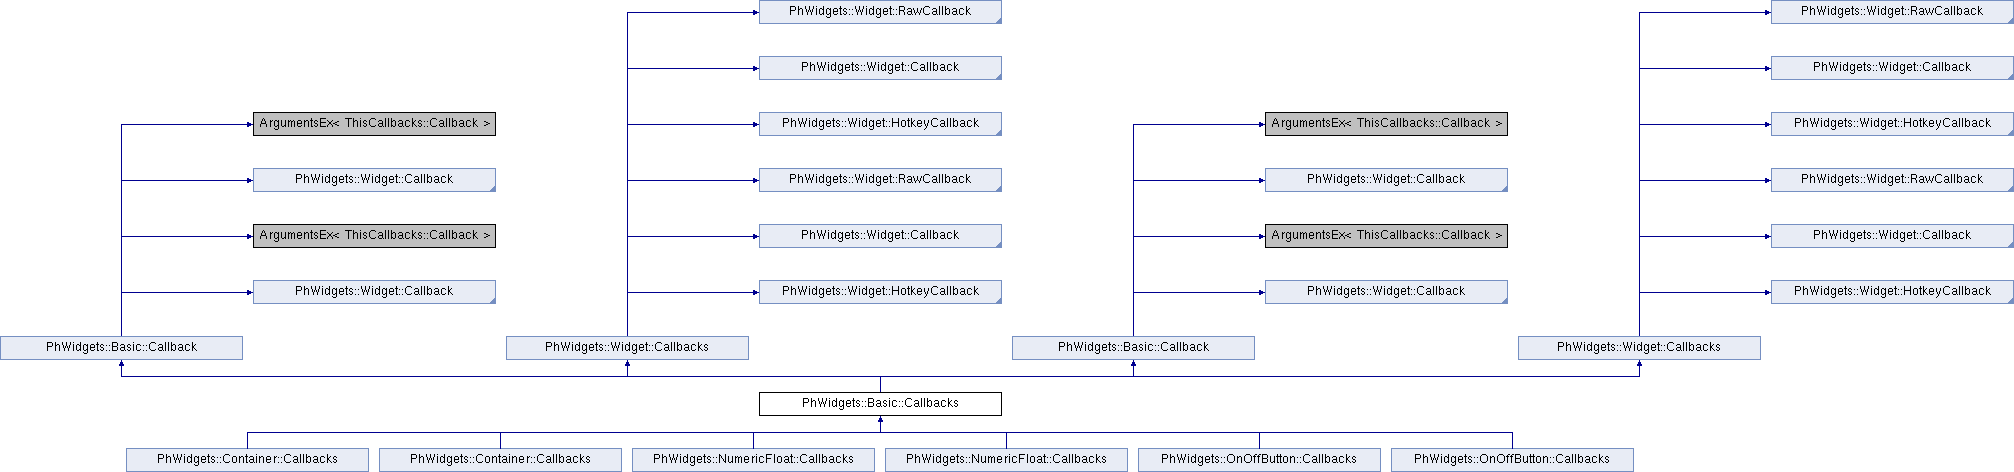 PhWidgets::Widget::RawCallback
PhWidgets::Widget::RawCallback
PhWidgets::Widget::Callback
PhWidgets::Widget::Callback
ArgumentsEx< ThisCallbacks::Callback >
PhWidgets::Widget::HotkeyCallback
ArgumentsEx< ThisCallbacks::Callback >
PhWidgets::Widget::HotkeyCallback
PhWidgets::Widget::Callback
PhWidgets::Widget::RawCallback
PhWidgets::Widget::Callback
PhWidgets::Widget::RawCallback
ArgumentsEx< ThisCallbacks::Callback >
PhWidgets::Widget::Callback
ArgumentsEx< ThisCallbacks::Callback >
PhWidgets::Widget::Callback
PhWidgets::Widget::Callback
PhWidgets::Widget::HotkeyCallback
PhWidgets::Widget::Callback
PhWidgets::Widget::HotkeyCallback
PhWidgets::Basic::Callback
PhWidgets::Widget::Callbacks
PhWidgets::Basic::Callback
PhWidgets::Widget::Callbacks
PhWidgets::Basic::Callbacks
PhWidgets::Container::Callbacks
PhWidgets::Container::Callbacks
PhWidgets::NumericFloat::Callbacks
PhWidgets::NumericFloat::Callbacks
PhWidgets::OnOffButton::Callbacks
PhWidgets::OnOffButton::Callbacks